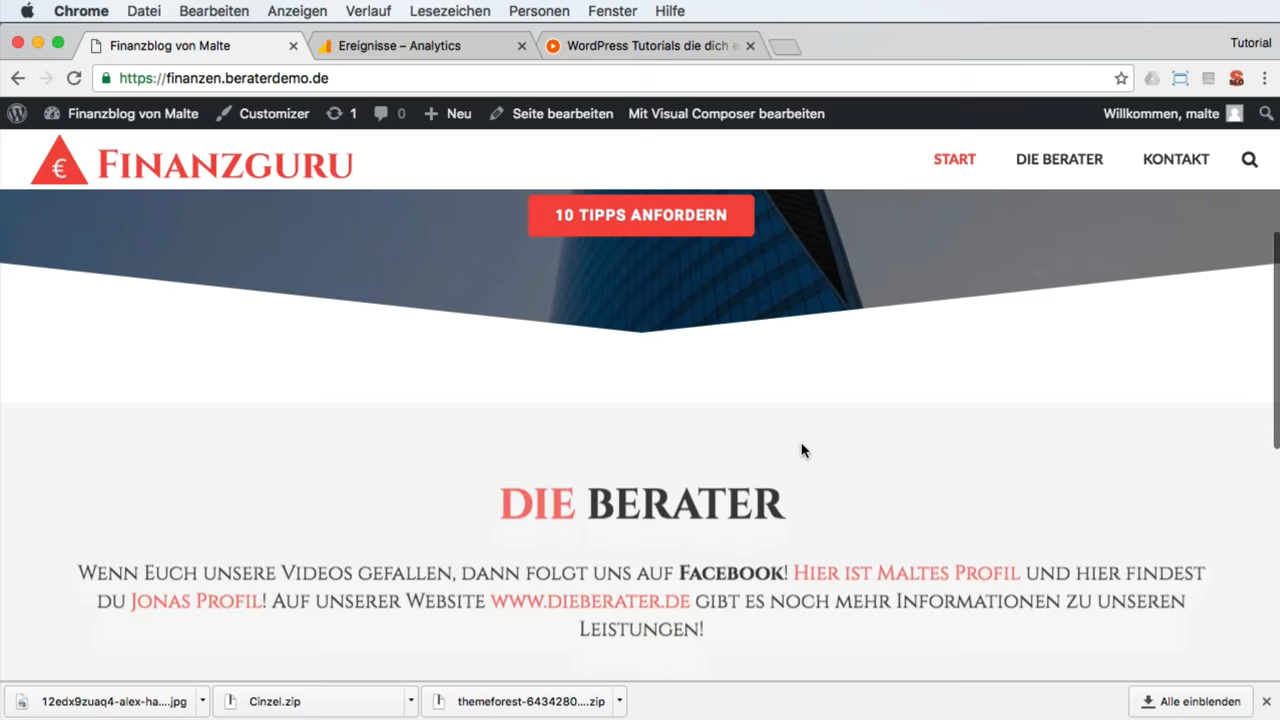 Chrome Datei Bearbeiten Anzeigen Verlauf Lesezeichen Personen Fenster Hilfe
Finanzblog von Malte Ereignisse – Analytics WordPress Tutorials die dich Tutorial
https://finanzen.beraterdemo.de
Finanzblog von Malte Customizer 1 0 Neu Seite bearbeiten Mit Visual Composer bearbeiten Willkommen, malte
€ Finanzguru START DIE BERATER KONTAKT
10 TIPPS ANFORDERN
DIE BERATER
Wenn Euch unsere Videos gefallen, dann folgt uns auf Facebook! Hier ist Maltes Profil und hier findest
du Jonas Profil! Auf unserer Website www.dieberater.de gibt es noch mehr Informationen zu unseren
Leistungen!
12edx9zuaq4-alex-ha....jpg Cinzel.zip themeforest-6434280....zip Alle einblenden